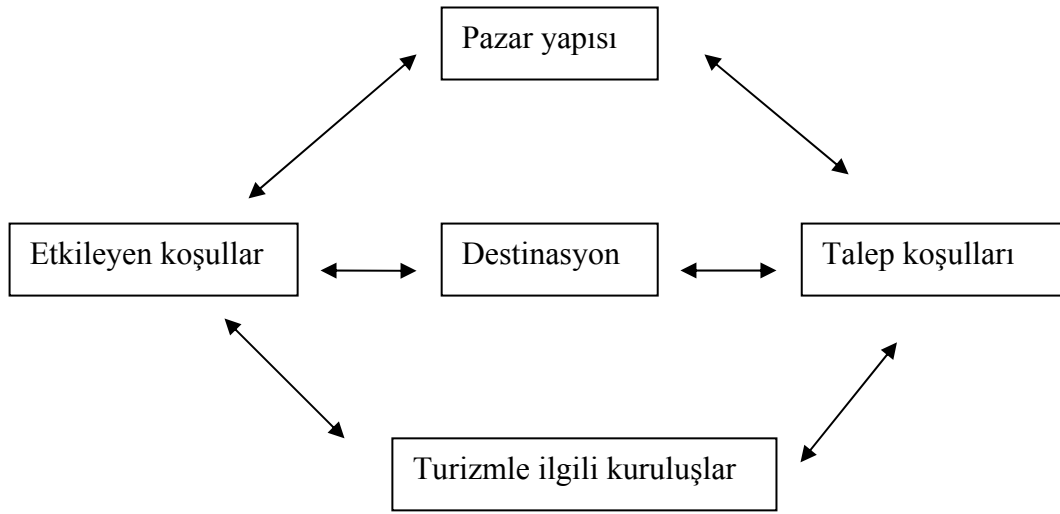 Pazar yapısı
Etkileyen koşullar
Destinasyon
Talep koşulları
Turizmle ilgili kuruluşlar